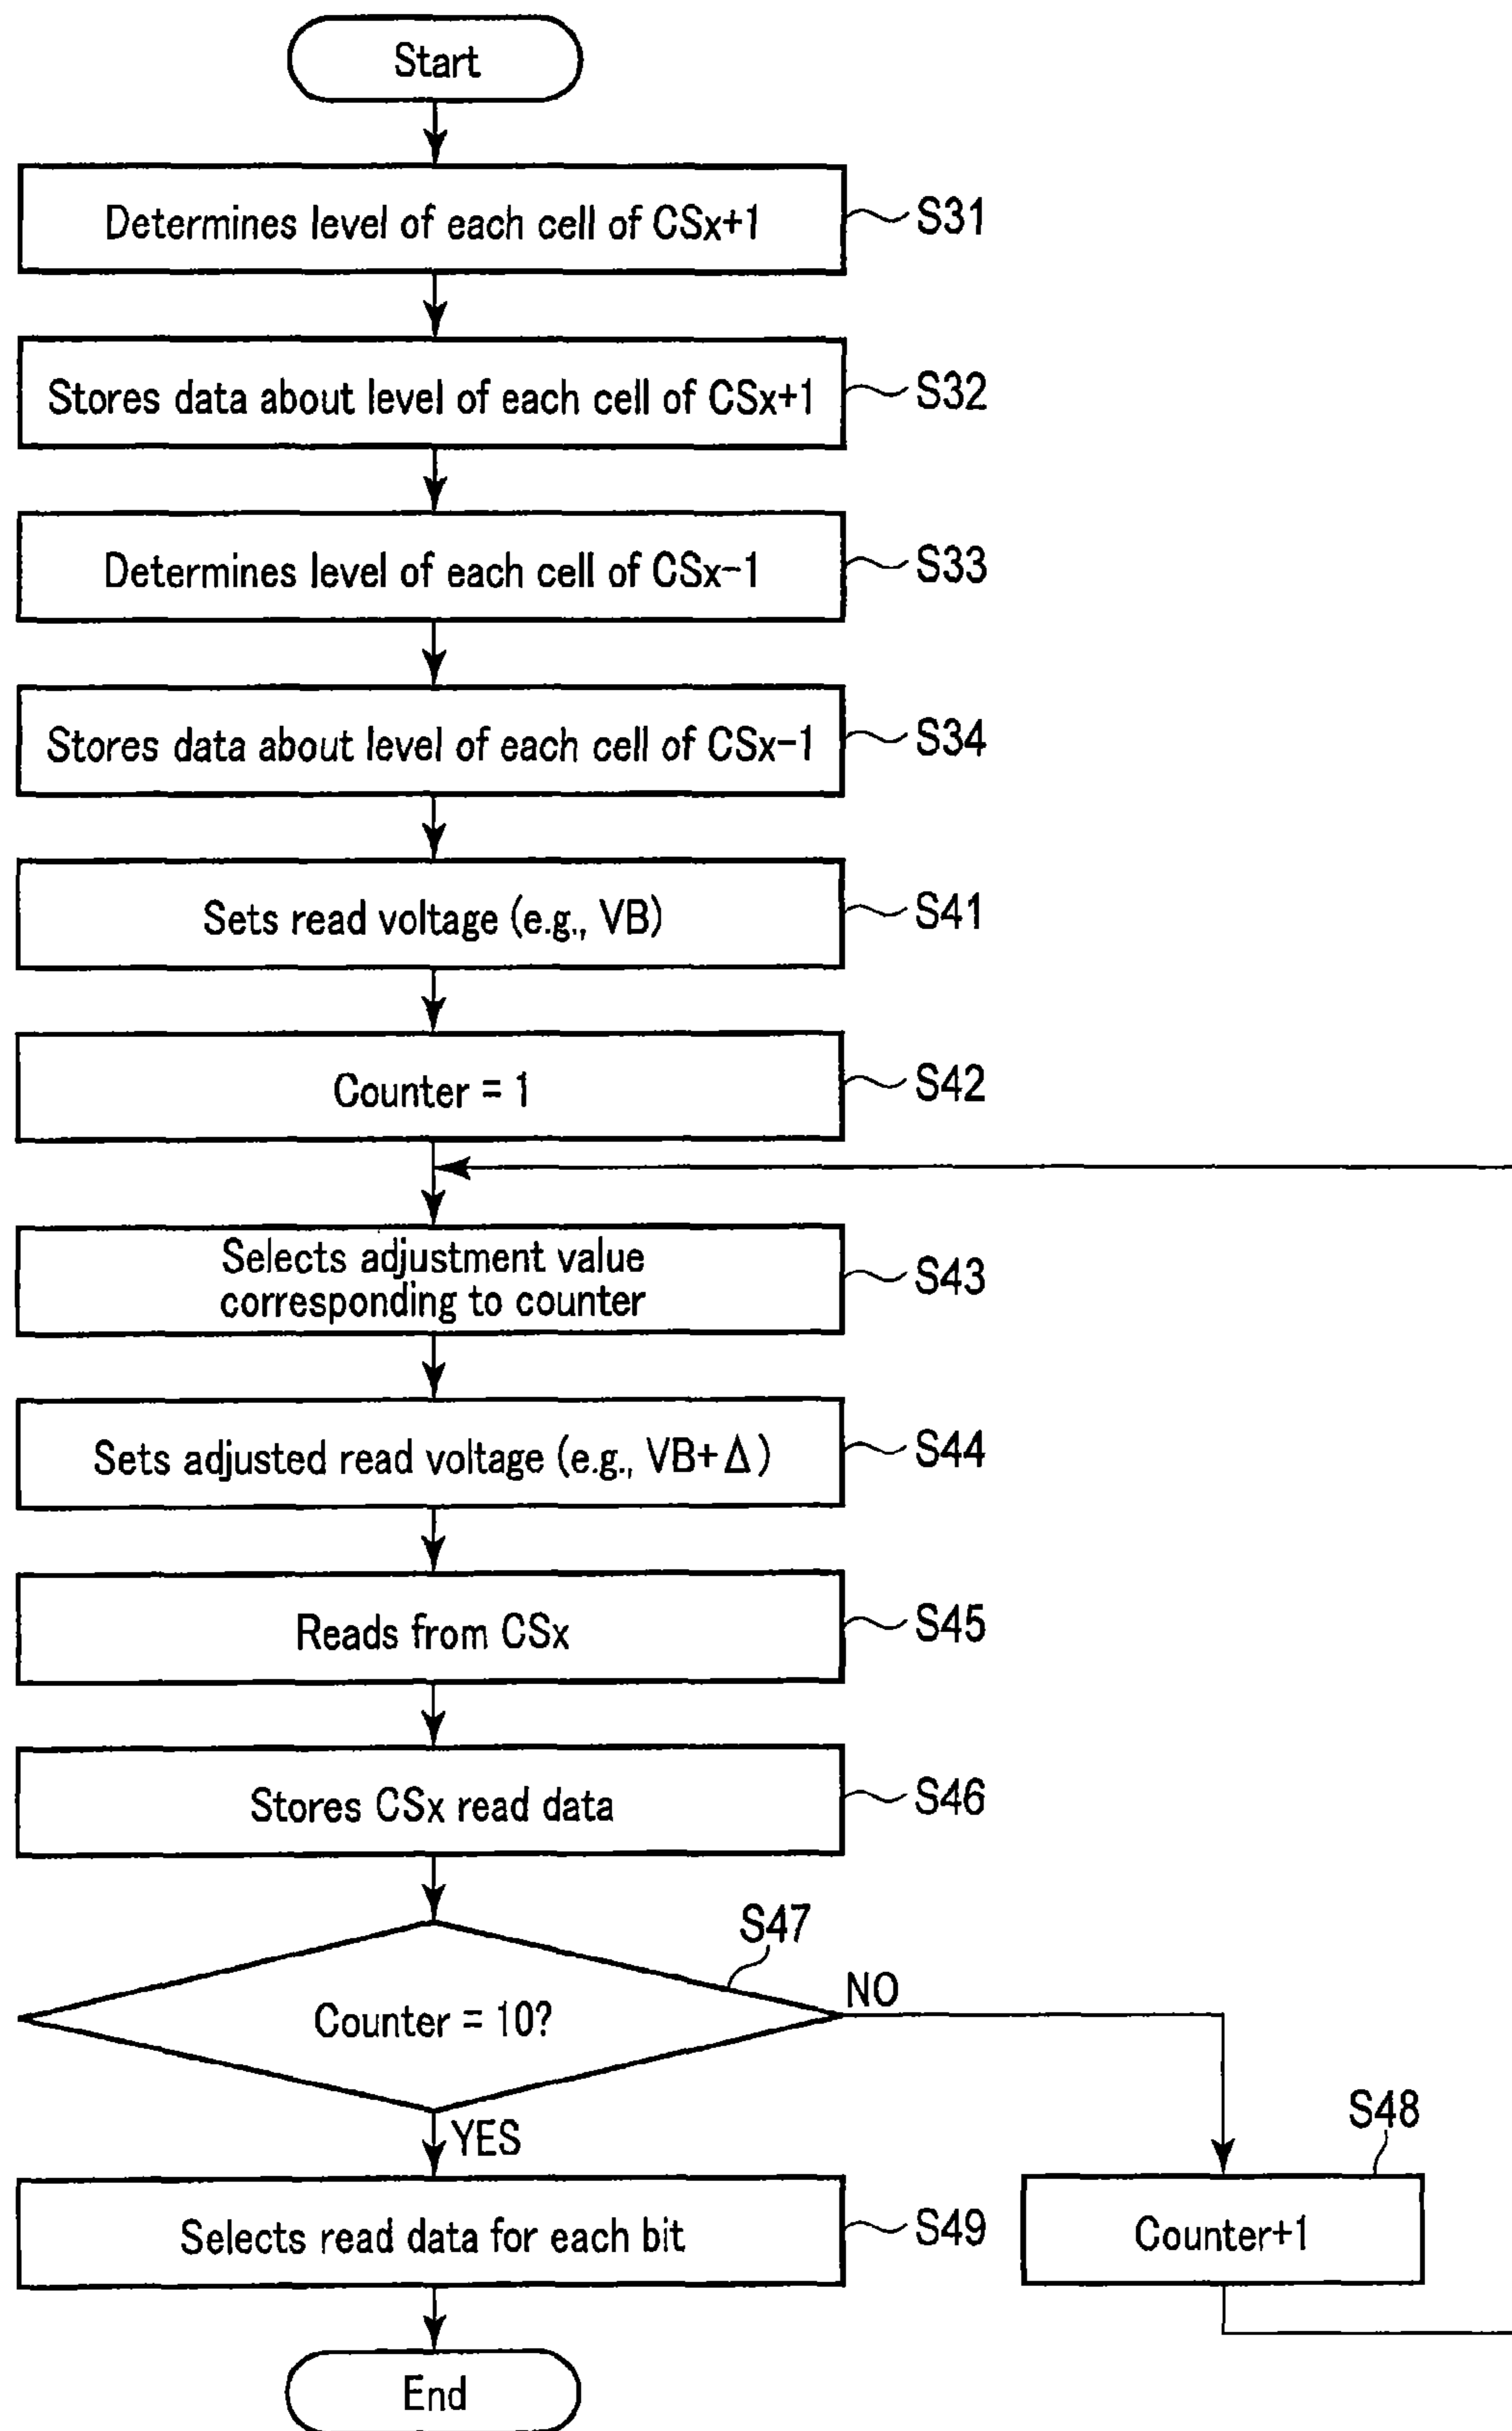 Start
Determines level of each cell of CSx+1
S31
Stores data about level of each cell of CSx+1
S32
Determines level of each cell of CSx-1
S33
Stores data about level of each cell of CSx-1
S34
Sets read voltage (e.g., VB)
S41
Counter = 1
S42
Selects adjustment value
corresponding to counter
S43
Sets adjusted read voltage (e.g., VB+Δ)
S44
Reads from CSx
S45
Stores CSx read data
S46
S47
Counter = 10?
NO
YES
S48
Selects read data for each bit
S49
Counter+1
End